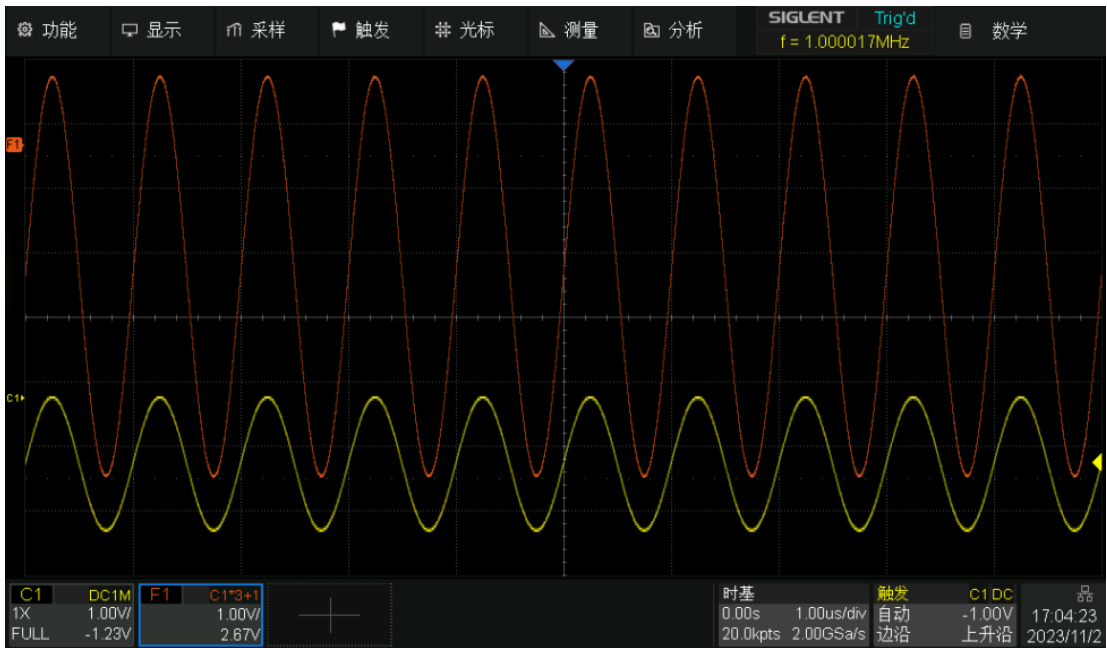 功能 显示 采样 触发 光标 测量 分析 SIGLENT Trig'd 数学
f = 1.000017MHz
F1
C1
C1 DC1M F1 C1*3+1 时基 触发 C1 DC
1X 1.00V/ 1.00V/ 0.00s 1.00us/div 自动 -1.00V 17:04:23
FULL -1.23V 2.67V 20.0kpts 2.00GSa/s 边沿 上升沿 2023/11/2